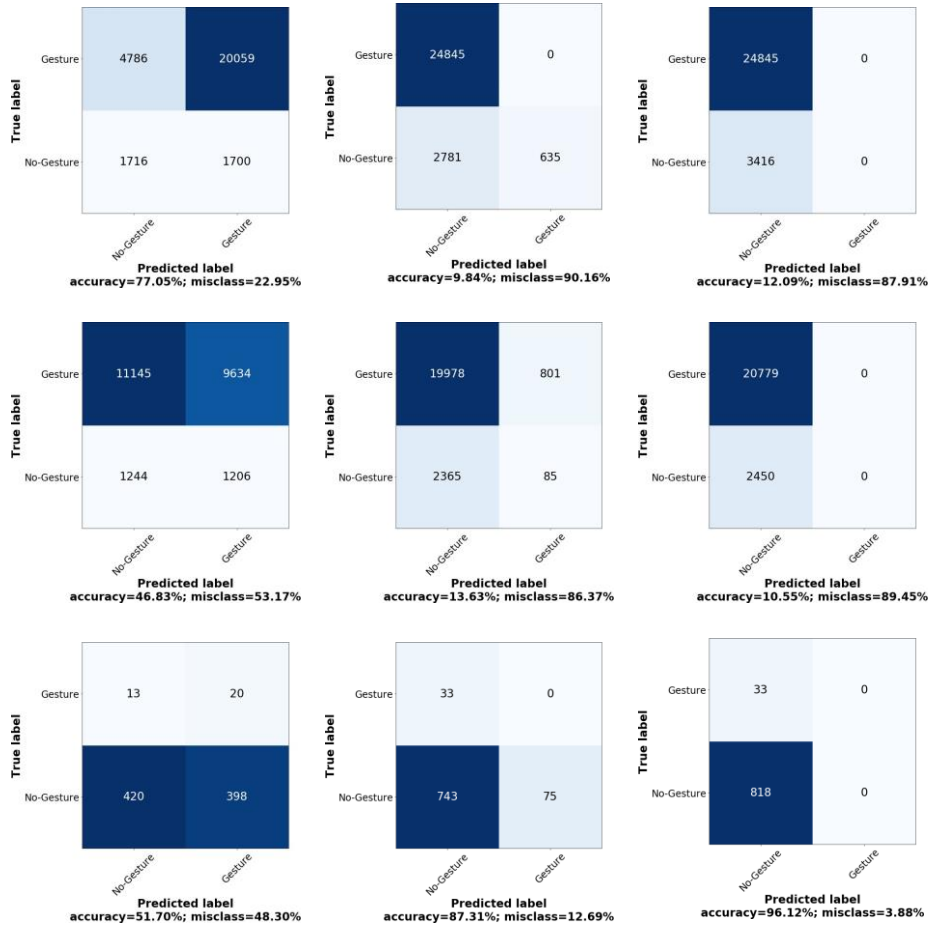 True label
Gesture 4786 20059
No-Gesture 1716 1700
No-Gesture Gesture
Predicted label
accuracy=77.05%; misclass=22.95%
True label
Gesture 24845 0
No-Gesture 2781 635
No-Gesture Gesture
Predicted label
accuracy=9.84%; misclass=90.16%
True label
Gesture 24845 0
No-Gesture 3416 0
No-Gesture Gesture
Predicted label
accuracy=12.09%; misclass=87.91%
True label
Gesture 11145 9634
No-Gesture 1244 1206
No-Gesture Gesture
Predicted label
accuracy=46.83%; misclass=53.17%
True label
Gesture 19978 801
No-Gesture 2365 85
No-Gesture Gesture
Predicted label
accuracy=13.63%; misclass=86.37%
True label
Gesture 20779 0
No-Gesture 2450 0
No-Gesture Gesture
Predicted label
accuracy=10.55%; misclass=89.45%
True label
Gesture 13 20
No-Gesture 420 398
No-Gesture Gesture
Predicted label
accuracy=51.70%; misclass=48.30%
True label
Gesture 33 0
No-Gesture 743 75
No-Gesture Gesture
Predicted label
accuracy=87.31%; misclass=12.69%
True label
Gesture 33 0
No-Gesture 818 0
No-Gesture Gesture
Predicted label
accuracy=96.12%; misclass=3.88%